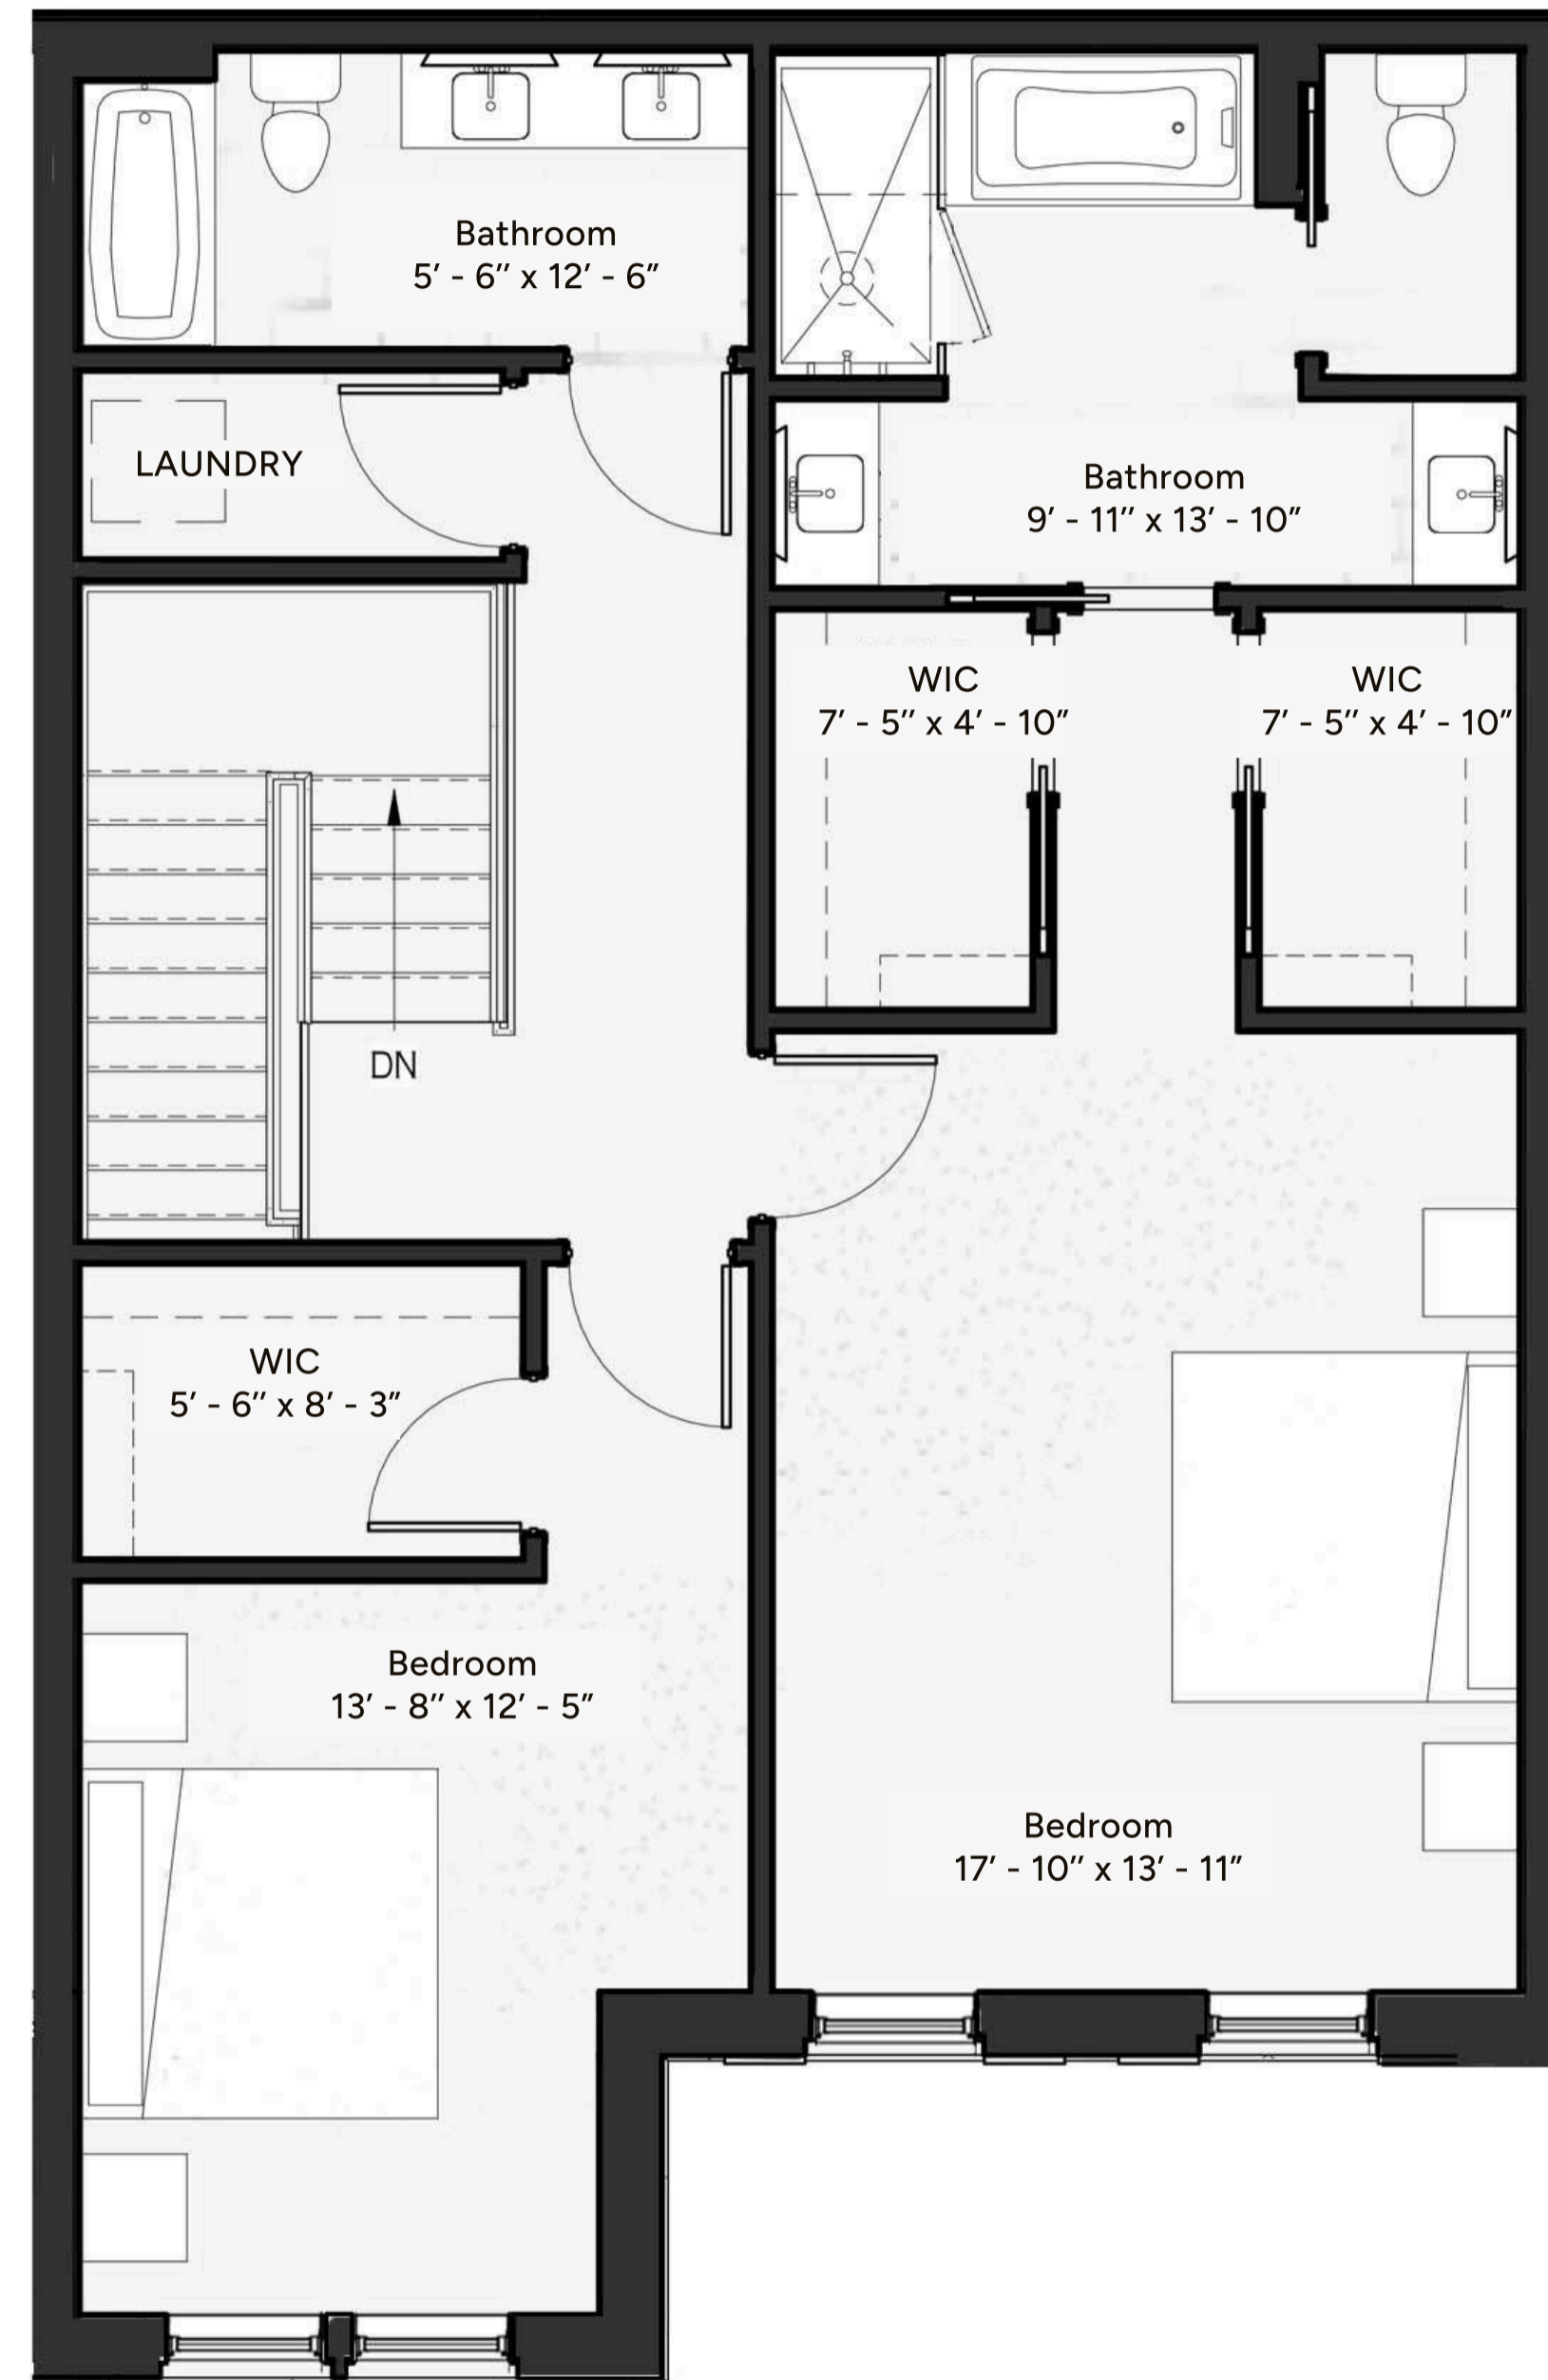 Bathroom
5′ - 6″ x 12′ - 6″
LAUNDRY
Bathroom
9′ - 11″ x 13′ - 10″
WIC
7′ - 5″ x 4′ - 10″
WIC
7′ - 5″ x 4′ - 10″
DN
WIC
5′ - 6″ x 8′ - 3″
Bedroom
13′ - 8″ x 12′ - 5″
Bedroom
17′ - 10″ x 13′ - 11″